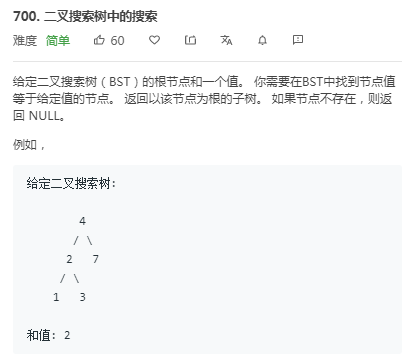 700. 二叉搜索树中的搜索
难度 简单 60
给定二叉搜索树（BST）的根节点和一个值。 你需要在BST中找到节点值
等于给定值的节点。 返回以该节点为根的子树。 如果节点不存在，则返
回 NULL。
例如，
给定二叉搜索树:
4
/ \
2 7
/ \
1 3
和值: 2